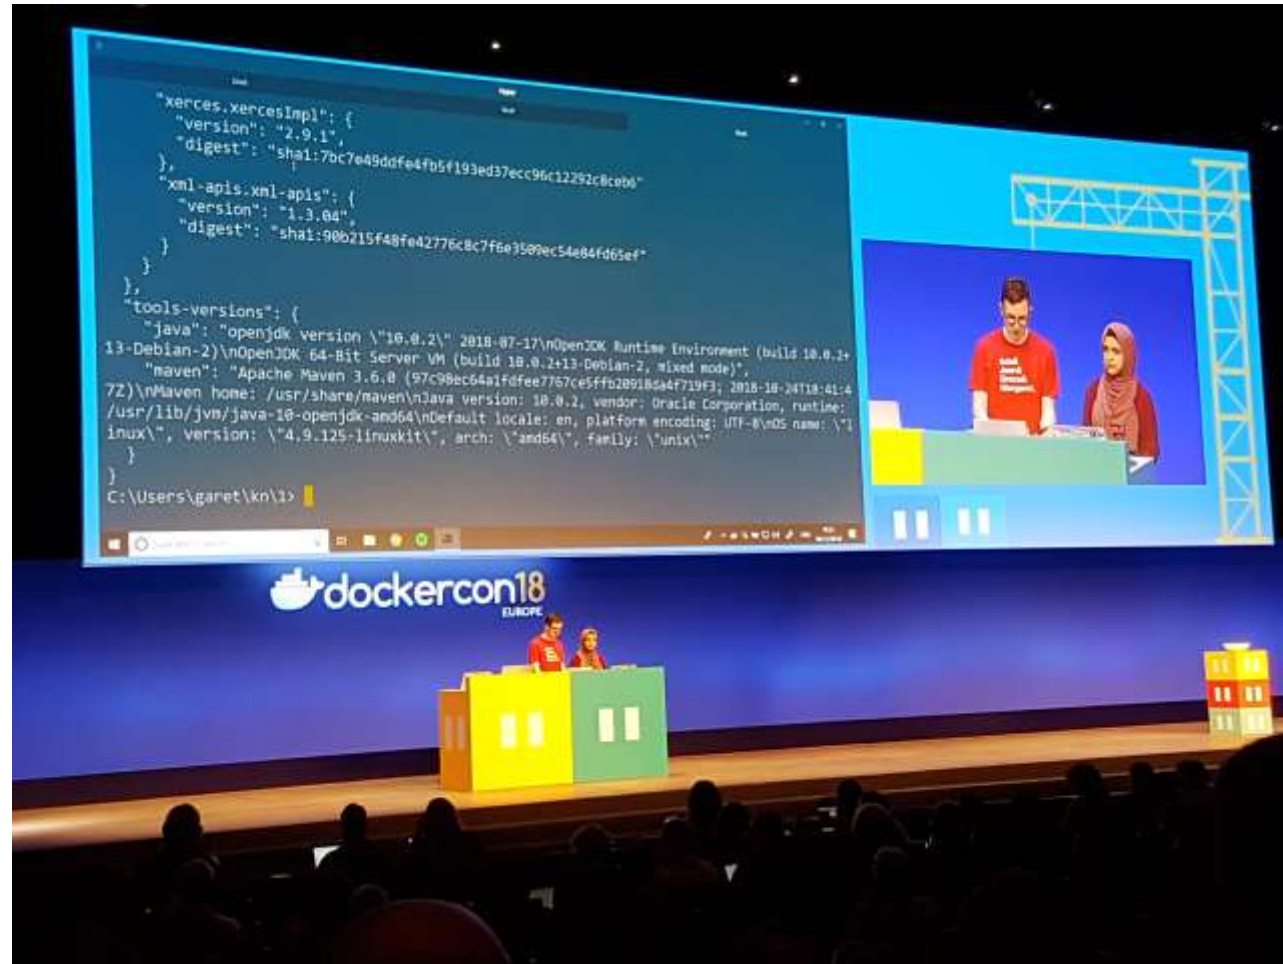 "xerces.xercesImpl": {
"version": "2.9.1",
"digest": "sha1:7bc7e49ddfe4fb5f193ed37ecc96c12292c8ceb6"
},
"xml-apis.xml-apis": {
"version": "1.3.04",
"digest": "sha1:90b215f48fe42776c8c7f6e3509ec54e84fd65ef"
}
}
},
"tools-versions": {
"java": "openjdk version \"10.0.2\" 2018-07-17\nOpenJDK Runtime Environment (build 10.0.2+
13-Debian-2)\nOpenJDK 64-Bit Server VM (build 10.0.2+13-Debian-2, mixed mode)",
"maven": "Apache Maven 3.6.0 (97c98ec64a1fdfee7767ce5ffb20918da4f719f3; 2018-10-24T18:41:4
7Z)\nMaven home: /usr/share/maven\nJava version: 10.0.2, vendor: Oracle Corporation, runtime:
/usr/lib/jvm/java-10-openjdk-amd64\nDefault locale: en, platform encoding: UTF-8\nOS name: \"l
inux\", version: \"4.9.125-linuxkit\", arch: \"amd64\", family: \"unix\""
}
}
C:\Users\garet\kn\1>
dockercon18
EUROPE